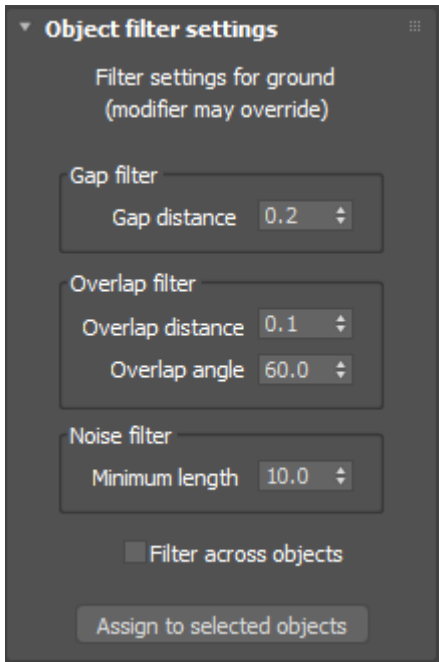 Object filter settings
Filter settings for ground
(modifier may override)
Gap filter
Gap distance 0.2
Overlap filter
Overlap distance 0.1
Overlap angle 60.0
Noise filter
Minimum length 10.0
Filter across objects
Assign to selected objects